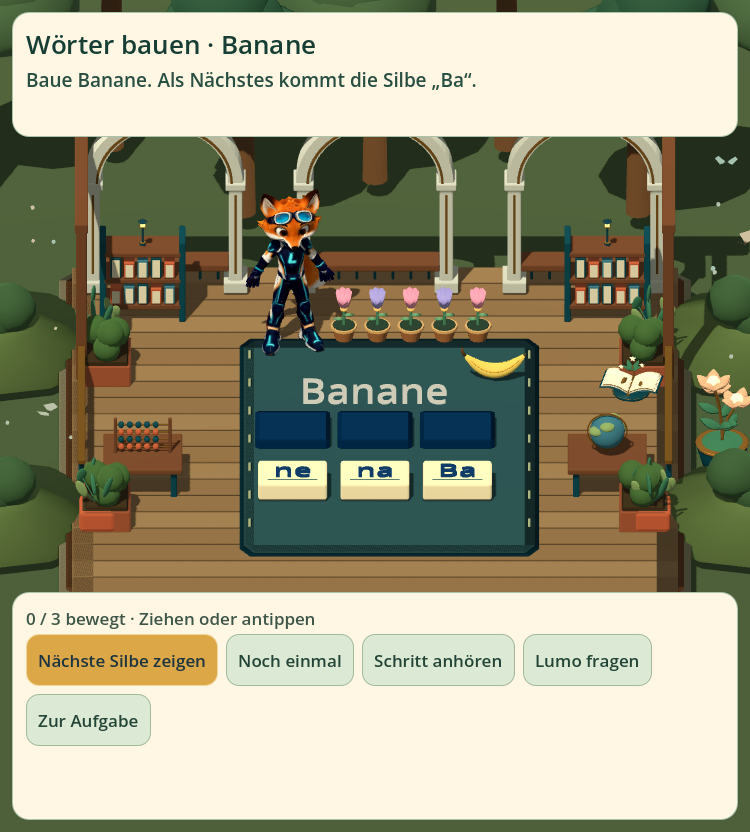 Wörter bauen · Banane
Baue Banane. Als Nächstes kommt die Silbe „Ba“.
L
Banane
ne na Ba
0 / 3 bewegt · Ziehen oder antippen
Nächste Silbe zeigen Noch einmal Schritt anhören Lumo fragen
Zur Aufgabe